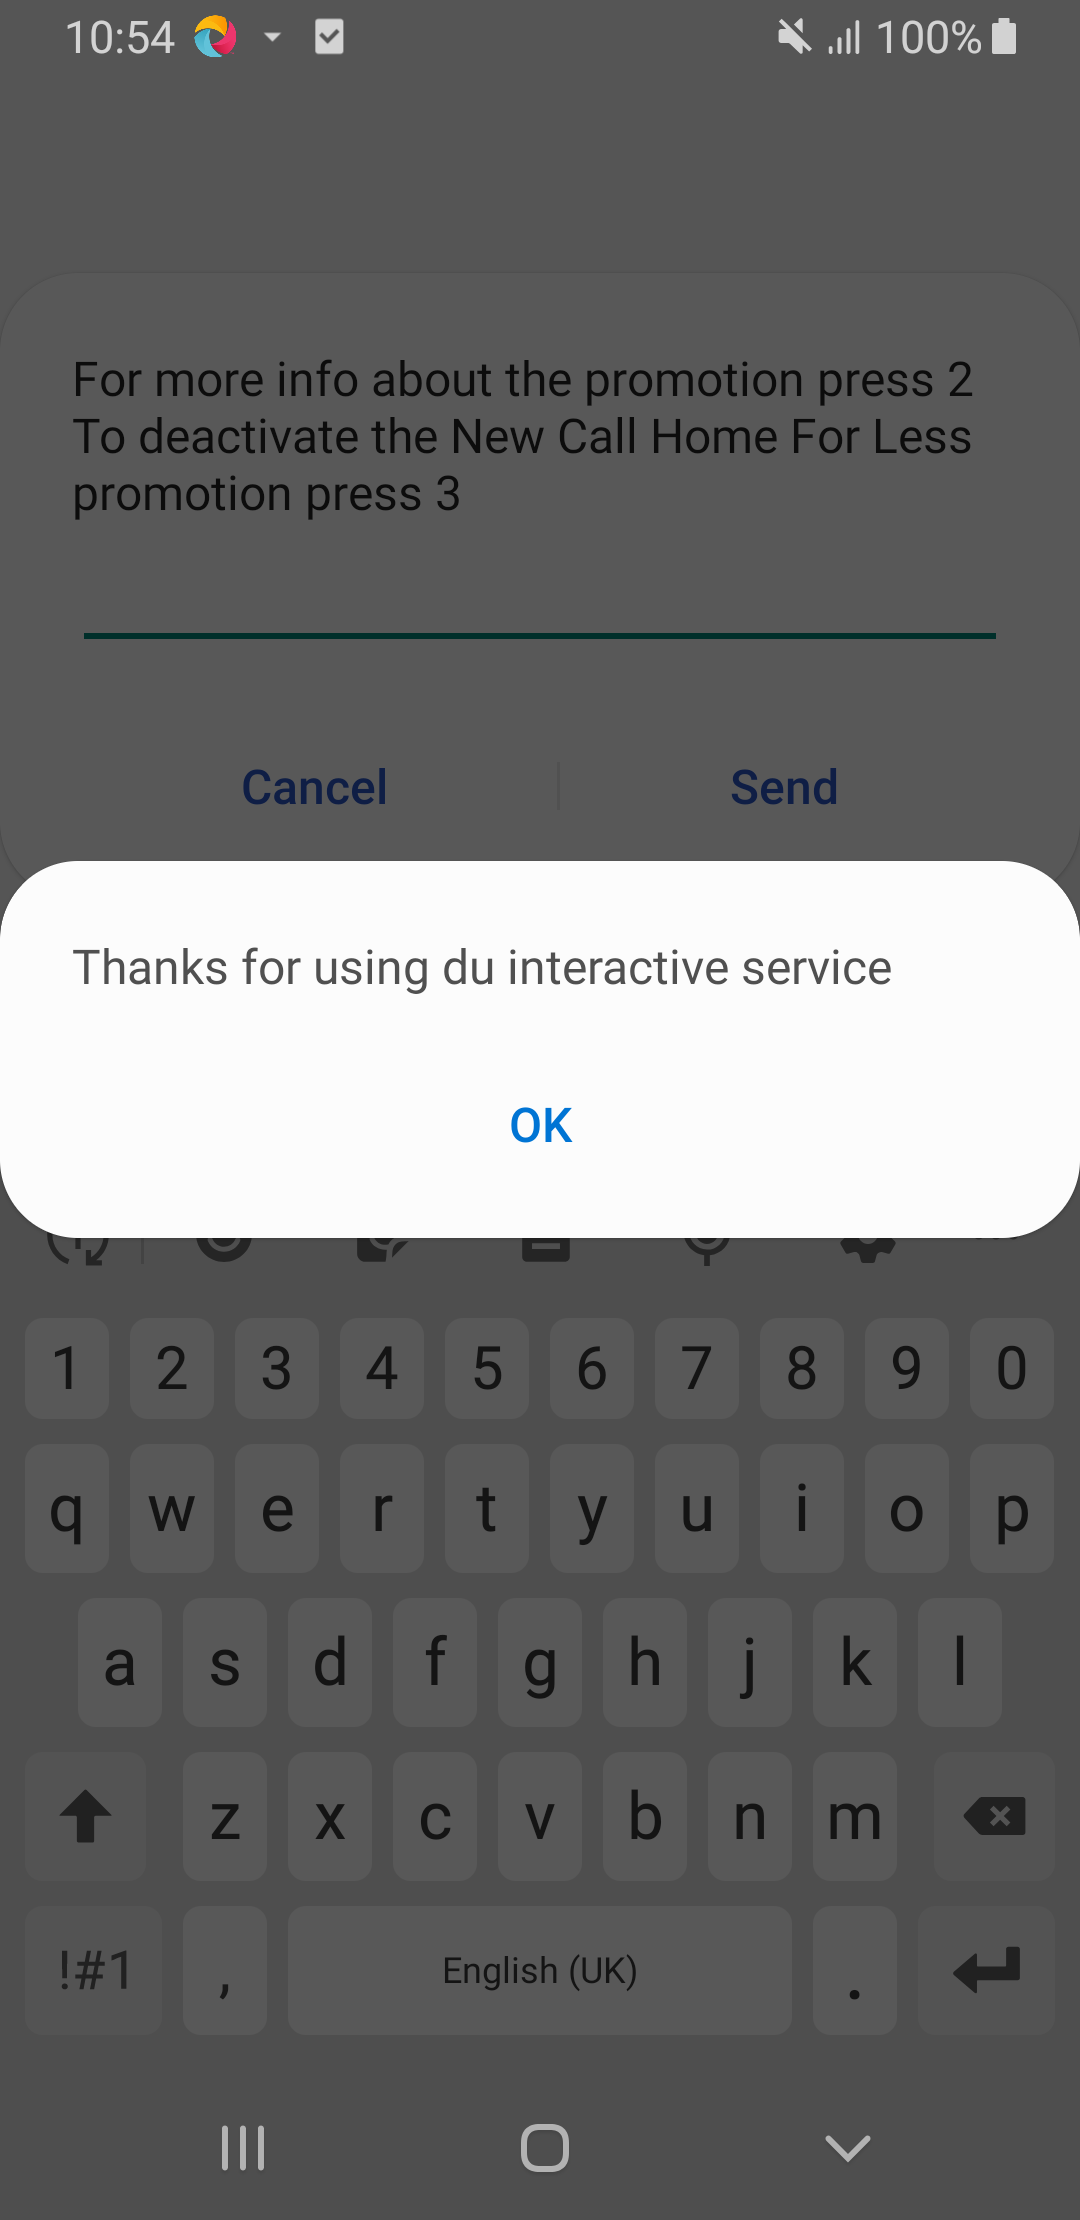 10:54
100%
For more info about the promotion press 2
To deactivate the New Call Home For Less
promotion press 3
Cancel
Send
Thanks for using du interactive service
OK
1 2 3 4 5 6 7 8 9 0
q w e r t y u i o p
a s d f g h j k l
z x c v b n m
!#1 , English (UK) .